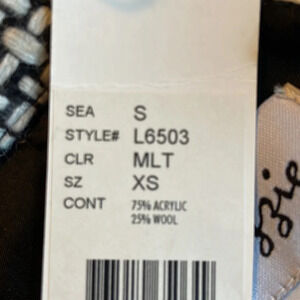 SEA S
STYLE# L6503
CLR MLT
SZ XS
CONT 75% ACRYLIC
25% WOOL